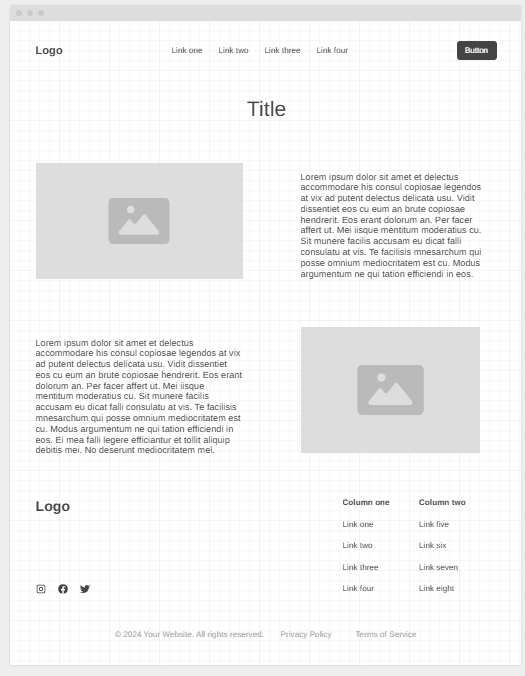 Logo
Link one Link two Link three Link four
Button
Title
Lorem ipsum dolor sit amet et delectus
accommodare his consul copiosae legendos
at vix ad putent delectus delicata usu. Vidit
dissentiet eos cu eum an brute copiosae
hendrerit. Eos erant dolorum an. Per facer
affert ut. Mei iisque mentitum moderatius cu.
Sit munere facilis accusam eu dicat falli
consulatu at vis. Te facilisis mnesarchum qui
posse omnium mediocritatem est cu. Modus
argumentum ne qui tation efficiendi in eos.
Lorem ipsum dolor sit amet et delectus
accommodare his consul copiosae legendos at vix
ad putent delectus delicata usu. Vidit dissentiet
eos cu eum an brute copiosae hendrerit. Eos erant
dolorum an. Per facer affert ut. Mei iisque
mentitum moderatius cu. Sit munere facilis
accusam eu dicat falli consulatu at vis. Te facilisis
mnesarchum qui posse omnium mediocritatem est
cu. Modus argumentum ne qui tation efficiendi in
eos. Ei mea falli legere efficiantur et tollit aliquip
debitis mei. No deserunt mediocritatem mel.
Logo
Column one Column two
Link one Link five
Link two Link six
Link three Link seven
Link four Link eight
© 2024 Your Website. All rights reserved. Privacy Policy Terms of Service